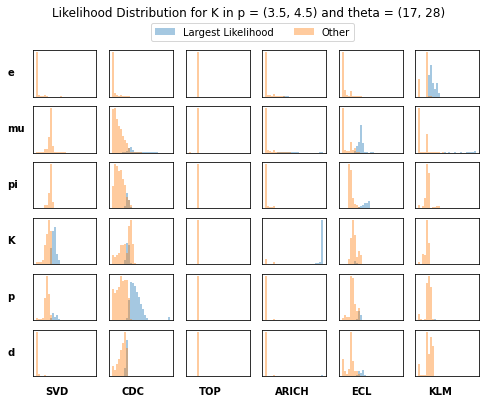 Likelihood Distribution for K in p = (3.5, 4.5) and theta = (17, 28)
Largest Likelihood Other
e
mu
pi
K
p
d
SVD CDC TOP ARICH ECL KLM